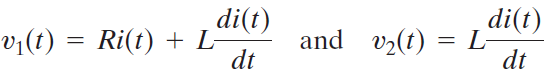 v₁(t) = Ri(t) + L di(t)/dt and v₂(t) = L di(t)/dt